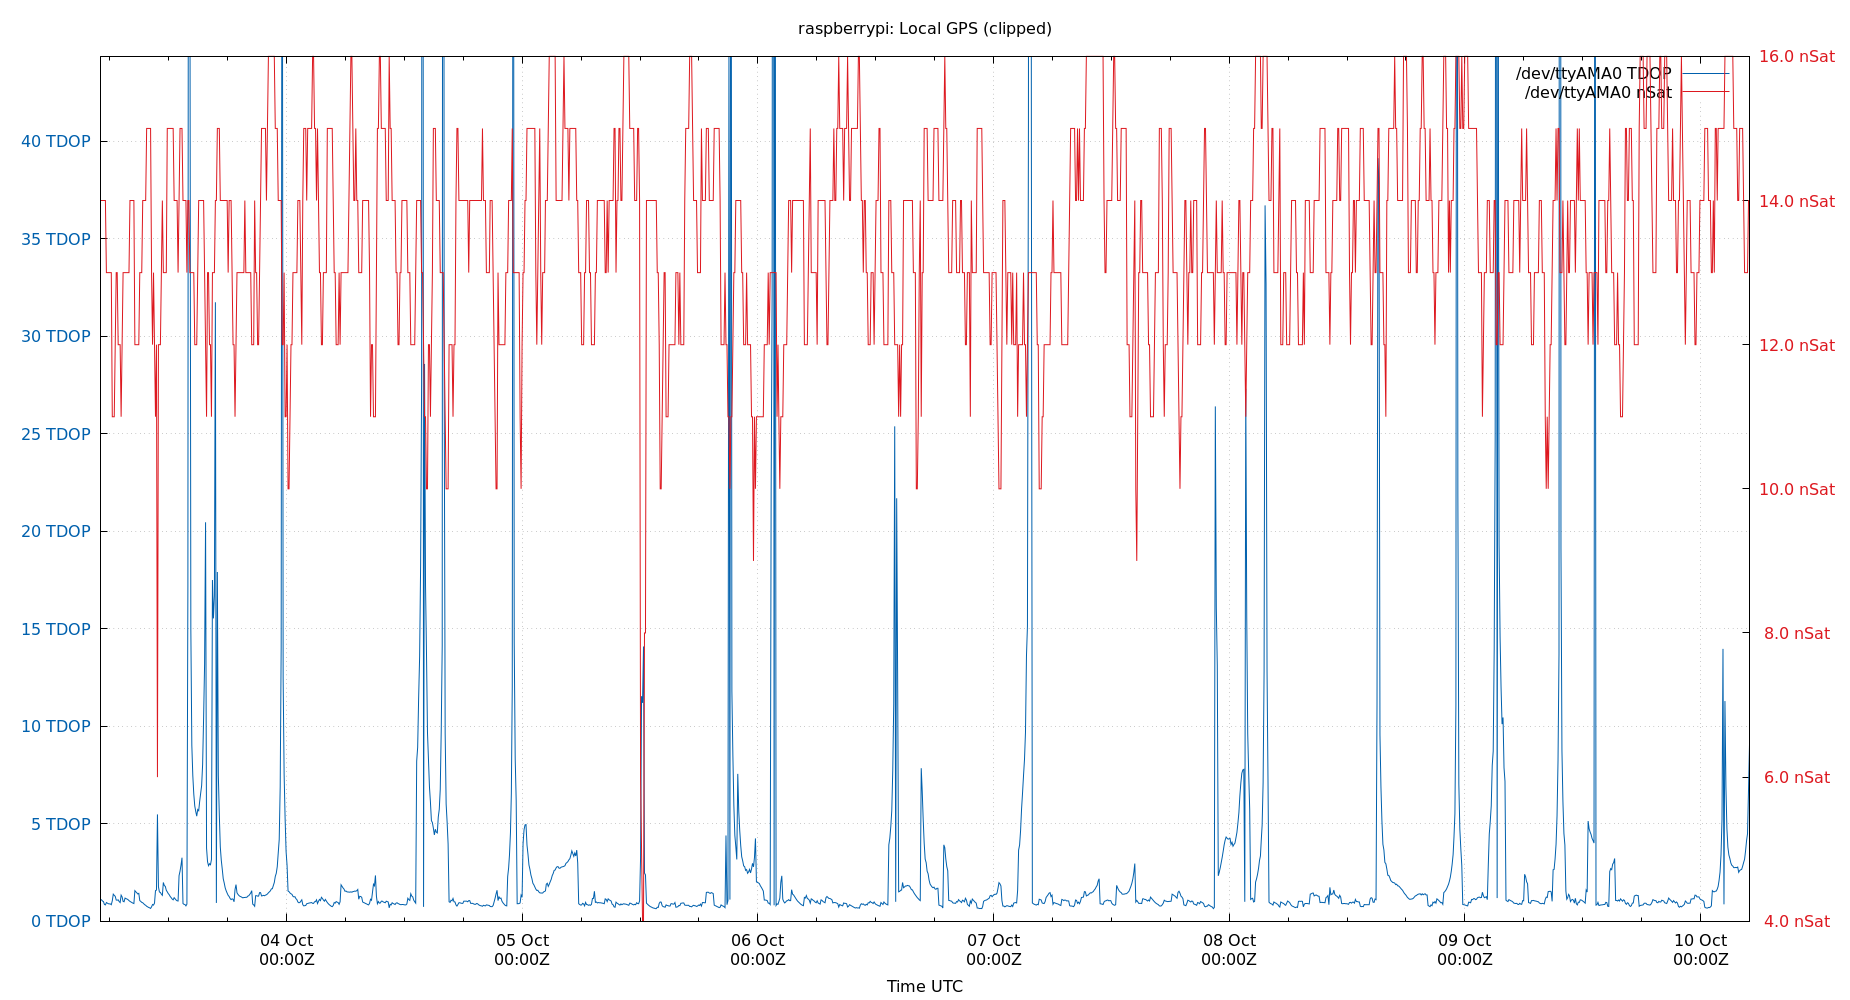 raspberrypi: Local GPS (clipped)
16.0 nSat
/dev/ttyAMA0 TDOP
/dev/ttyAMA0 nSat
40 TDOP
14.0 nSat
35 TDOP
30 TDOP
12.0 nSat
25 TDOP
10.0 nSat
20 TDOP
15 TDOP
8.0 nSat
10 TDOP
6.0 nSat
5 TDOP
0 TDOP
4.0 nSat
04 Oct
00:00Z
05 Oct
00:00Z
06 Oct
00:00Z
07 Oct
00:00Z
08 Oct
00:00Z
09 Oct
00:00Z
10 Oct
00:00Z
Time UTC